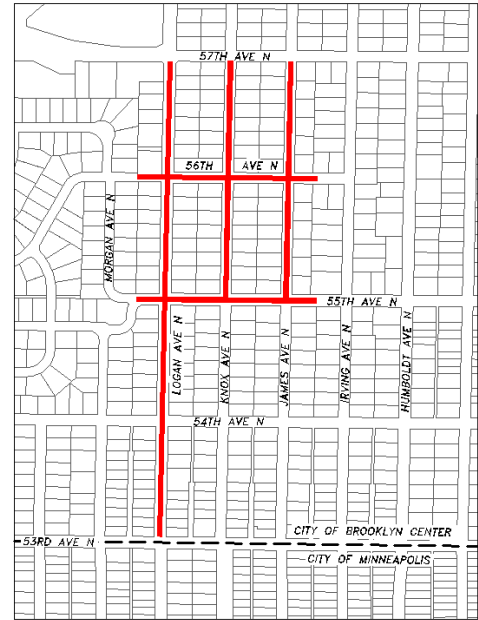 57TH AVE N
56TH AVE N
MORGAN AVE N
55TH AVE N
LOGAN AVE N
KNOX AVE N
JAMES AVE N
IRVING AVE N
HUMBOLDT AVE N
54TH AVE N
CITY OF BROOKLYN CENTER
53RD AVE N
CITY OF MINNEAPOLIS